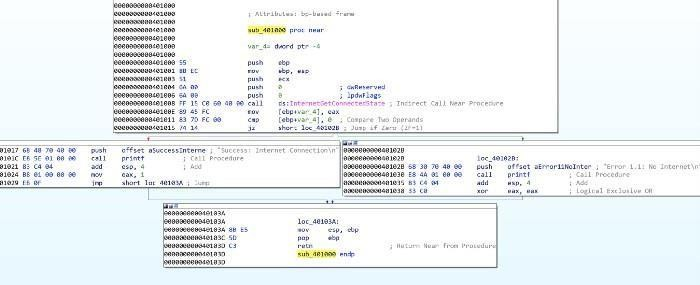 0000000000401000
0000000000401000 ; Attributes: bp-based frame
0000000000401000
0000000000401000 sub_401000 proc near
0000000000401000
0000000000401000 var_4= dword ptr -4
0000000000401000
0000000000401000 55 push ebp
0000000000401001 8B EC mov ebp, esp
0000000000401003 51 push ecx
0000000000401004 6A 00 push 0 ; dwReserved
0000000000401006 6A 00 push 0 ; lpdwFlags
0000000000401008 FF 15 C0 60 40 00 call ds:InternetGetConnectedState ; Indirect Call Near Procedure
000000000040100E 89 45 FC mov [ebp+var_4], eax
0000000000401011 83 7D FC 00 cmp [ebp+var_4], 0 ; Compare Two Operands
0000000000401015 74 14 jz short loc_40102B ; Jump if Zero (ZF=1)
01017 68 48 70 40 00 push offset aSuccessInterne ; "Success: Internet Connection\n"
0101C E8 5E 01 00 00 call printf ; Call Procedure
01021 83 C4 04 add esp, 4 ; Add
01024 B8 01 00 00 00 mov eax, 1
01029 EB 0F jmp short loc_40103A ; Jump
000000000040102B
000000000040102B loc_40102B:
000000000040102B 68 30 70 40 00 push offset aError11NoInter ; "Error 1.1: No Internet\n"
0000000000401030 E8 4A 01 00 00 call printf ; Call Procedure
0000000000401035 83 C4 04 add esp, 4 ; Add
0000000000401038 33 C0 xor eax, eax ; Logical Exclusive OR
000000000040103A
000000000040103A loc_40103A:
000000000040103A 8B E5 mov esp, ebp
000000000040103C 5D pop ebp
000000000040103D C3 retn ; Return Near from Procedure
000000000040103D sub_401000 endp
000000000040103D